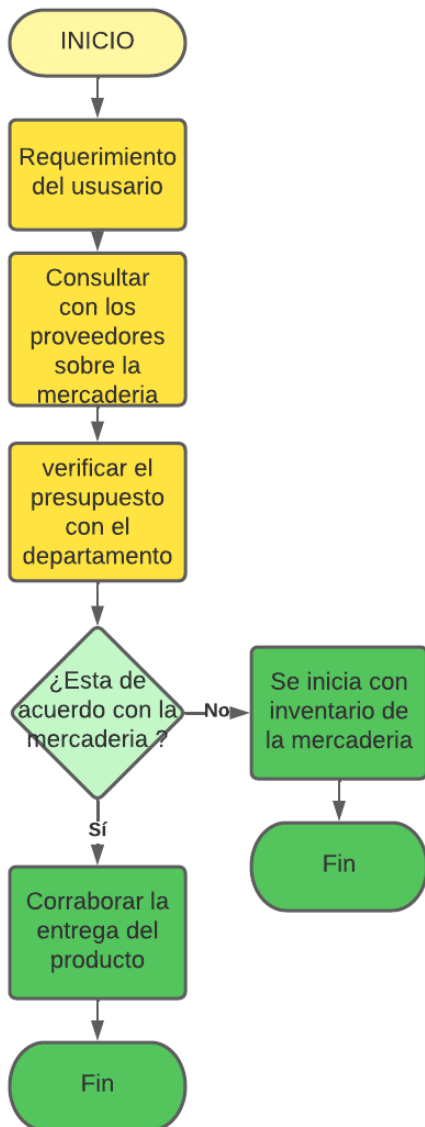 INICIO
Requerimiento
del ususario
Consultar
con los
proveedores
sobre la
mercaderia
verificar el
presupuesto
con el
departamento
¿Esta de
acuerdo con la
mercaderia ?
No
Se inicia con
inventario de
la mercaderia
Fin
Sí
Corraborar la
entrega del
producto
Fin